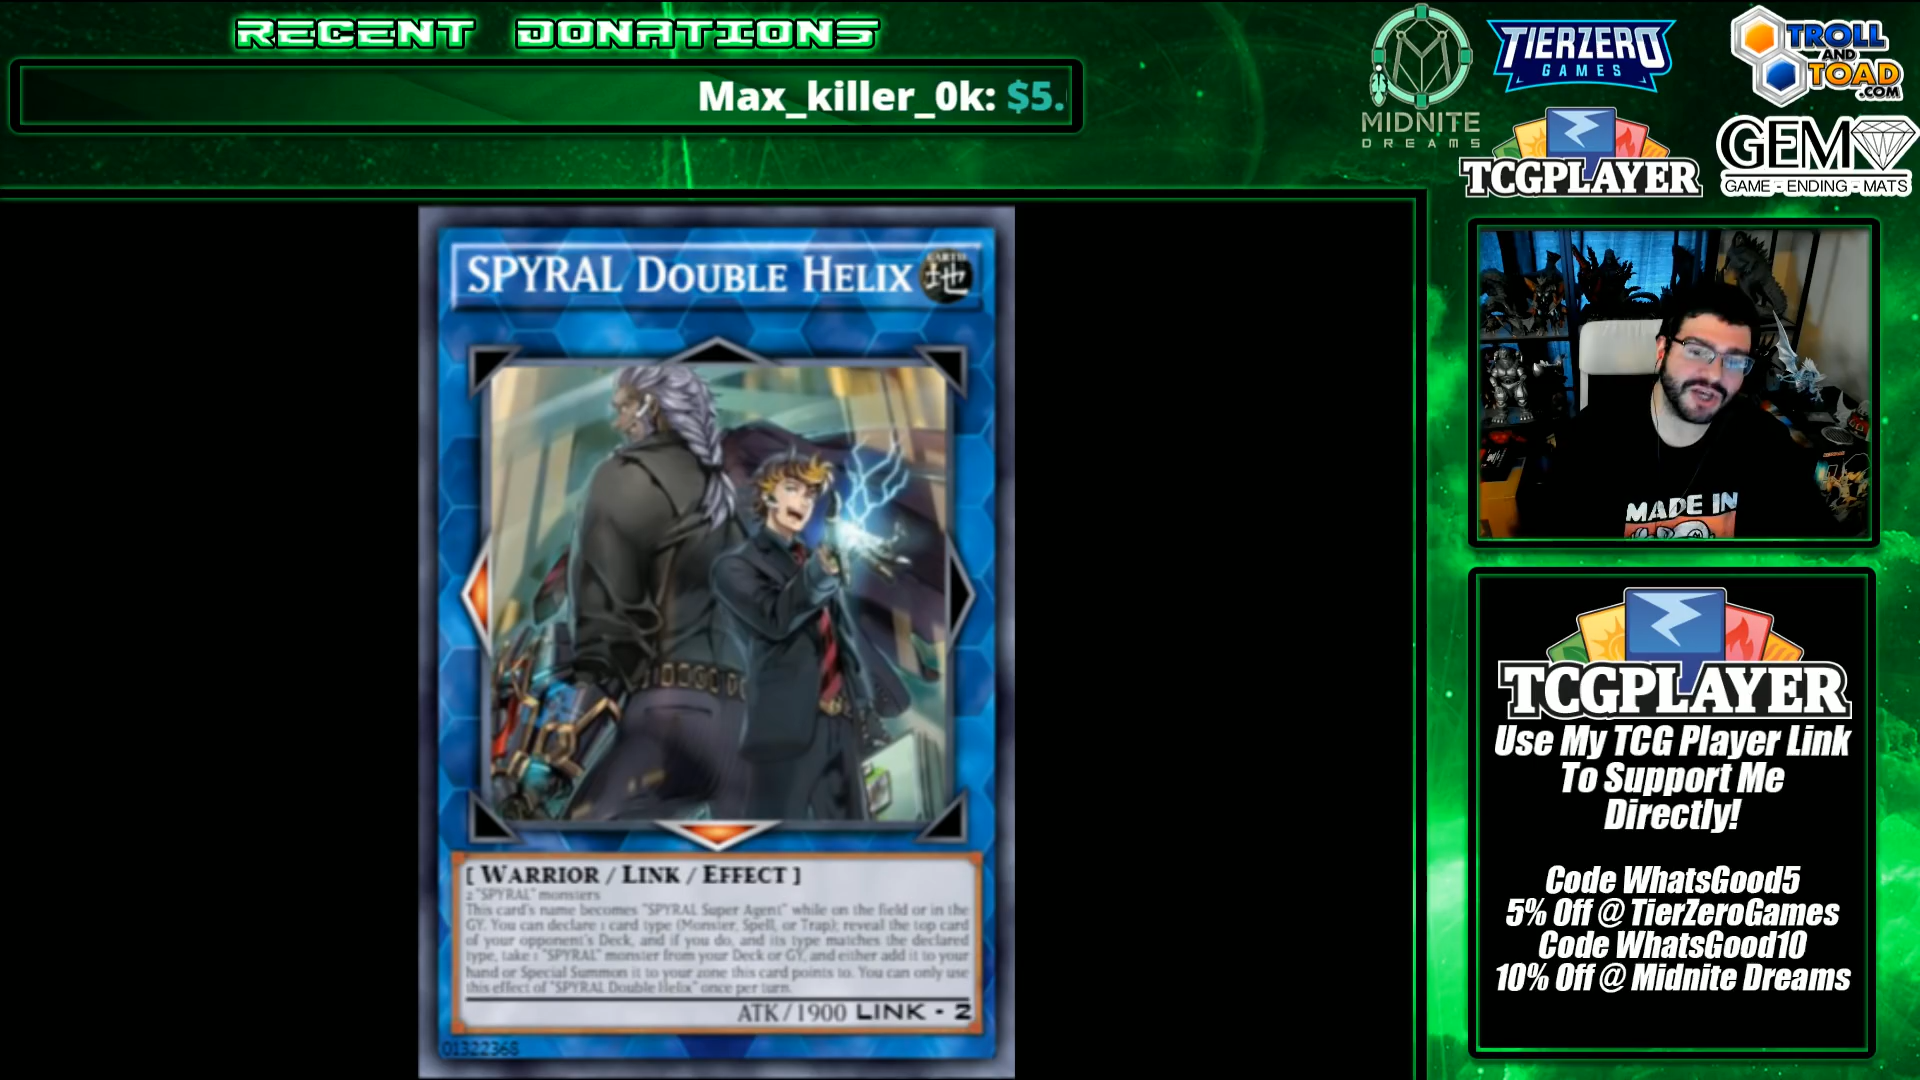 RECENT DONATIONS
Max_killer_0k: $5.
MIDNITE
DREAMS
TIERZERO
GAMES
TROLL
AND
TOAD
.COM
TCGPLAYER
GEM
GAME - ENDING - MATS
SPYRAL DOUBLE HELIX
EARTH
地
[ WARRIOR / LINK / EFFECT ]
2 "SPYRAL" monsters
This card's name becomes "SPYRAL Super Agent" while on the field or in the
GY. You can declare 1 card type (Monster, Spell, or Trap); reveal the top card
of your opponent's Deck, and if you do, and its type matches the declared
type, take 1 "SPYRAL" monster from your Deck or GY, and either add it to your
hand or Special Summon it to your zone this card points to. You can only use
this effect of "SPYRAL Double Helix" once per turn.
ATK/1900 LINK - 2
01322368
MADE IN
TCGPLAYER
Use My TCG Player Link
To Support Me
Directly!
Code WhatsGood5
5% Off @ TierZeroGames
Code WhatsGood10
10% Off @ Midnite Dreams